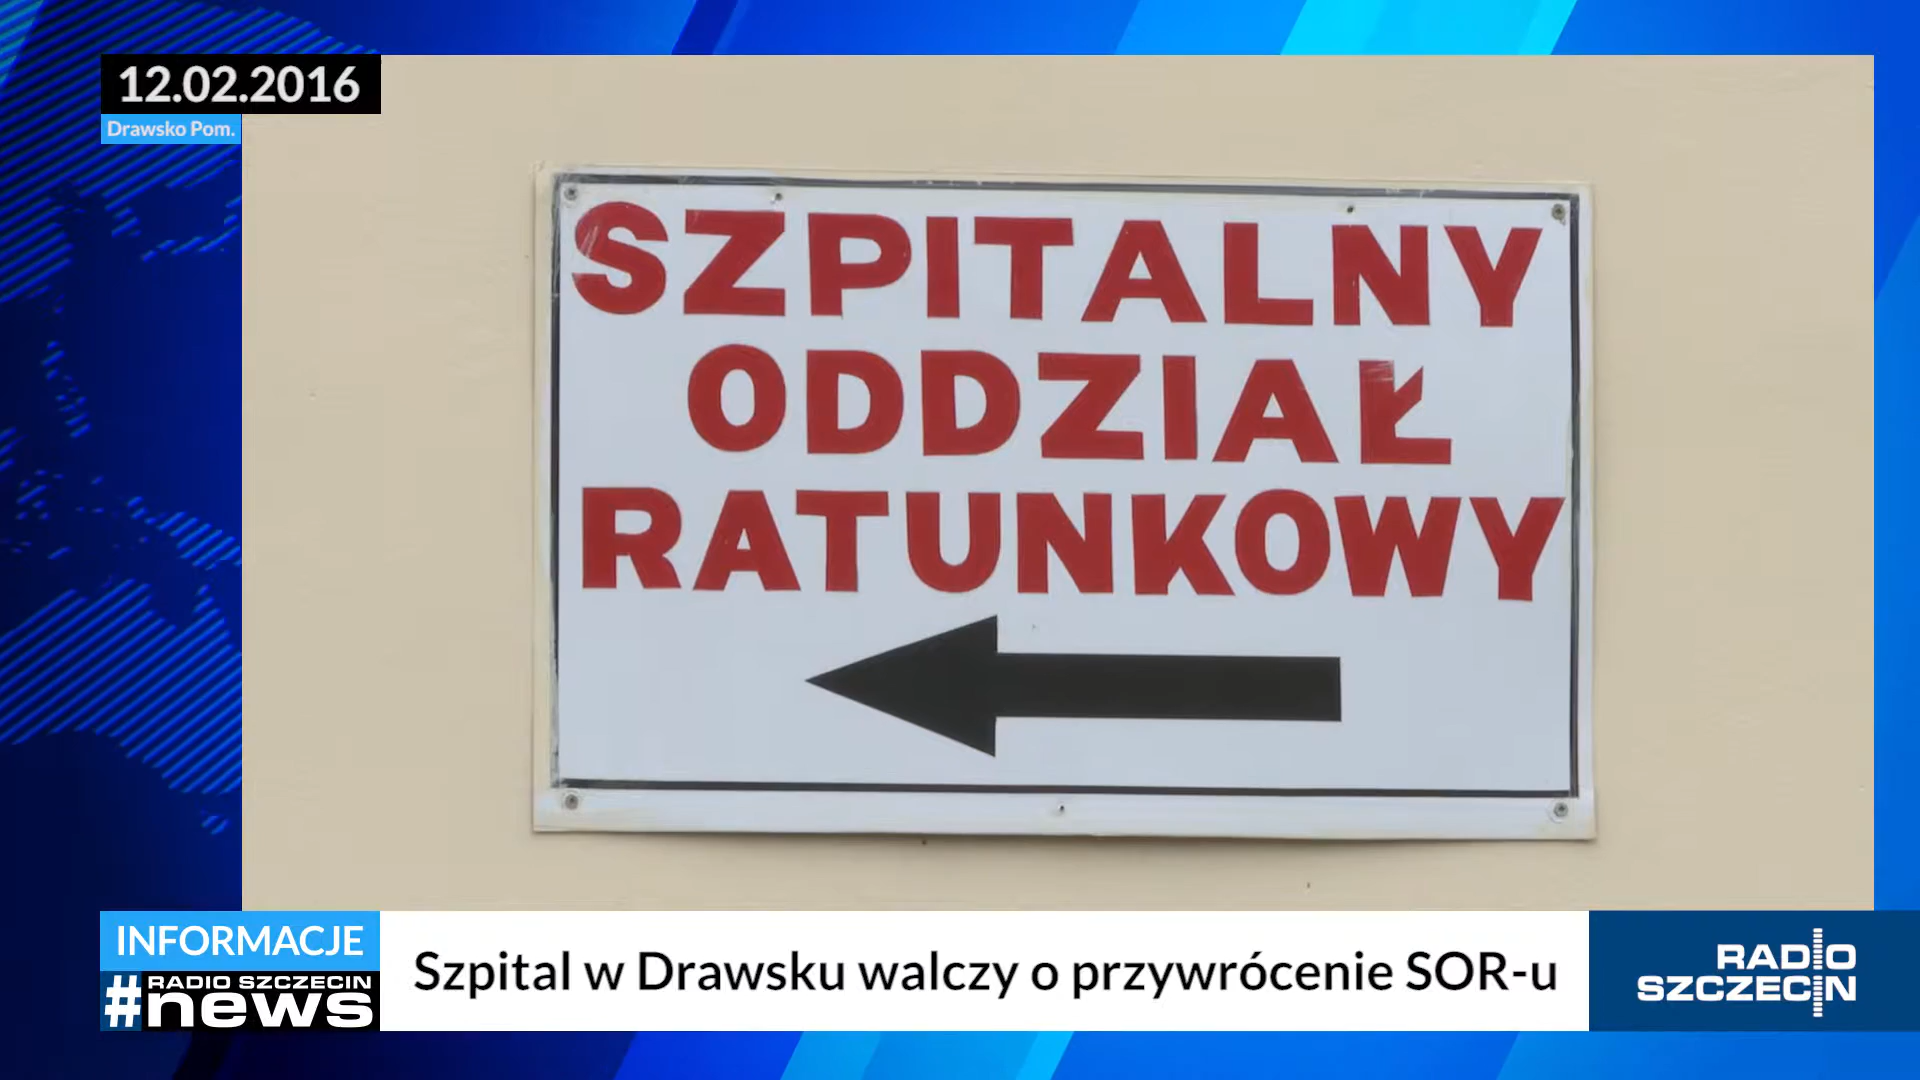 12.02.2016
Drawsko Pom.
SZPITALNY
ODDZIAŁ
RATUNKOWY
INFORMACJE
#RADIO SZCZECIN
news
Szpital w Drawsku walczy o przywrócenie SOR-u
RADIO
SZCZECIN